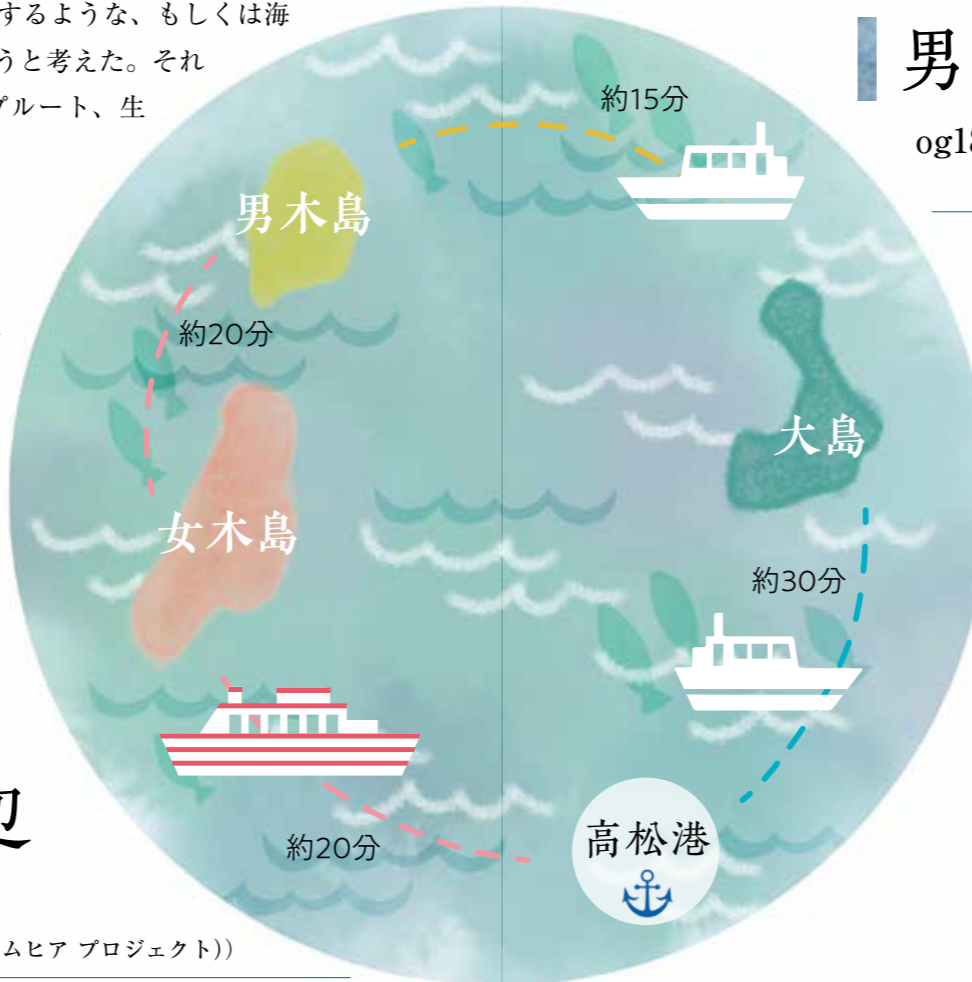 するような、もしくは海
うと考えた。それ
プルート、生
男
約15分
男木島
約20分
大島
女木島
約30分
約20分
高松港
辺
ムヒア プロジェクト))